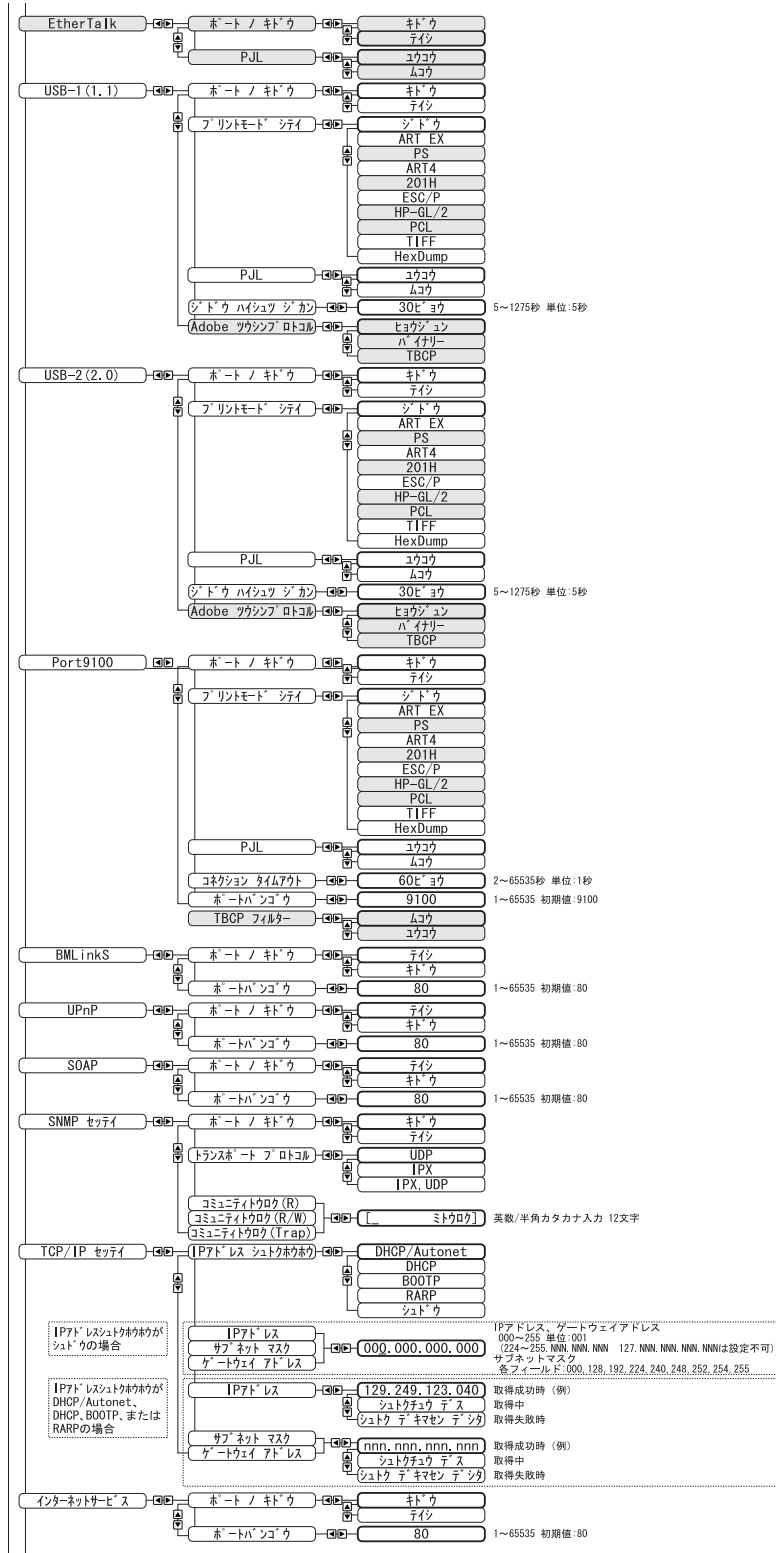 EtherTalk ポート ノ キドウ キドウ
テイシ
PJL ユウコウ
ムコウ
USB-1(1.1) ポート ノ キドウ キドウ
テイシ
プリントモード シテイ ジドウ
ART EX
PS
ART4
201H
ESC/P
HP-GL/2
PCL
TIFF
HexDump
PJL ユウコウ
ムコウ
ジドウ ハイシュツ ジカン 30ビョウ 5～1275秒 単位:5秒
Adobe ツウシンプロトコル ヒョウジュン
バイナリー
TBCP
USB-2(2.0) ポート ノ キドウ キドウ
テイシ
プリントモード シテイ ジドウ
ART EX
PS
ART4
201H
ESC/P
HP-GL/2
PCL
TIFF
HexDump
PJL ユウコウ
ムコウ
ジドウ ハイシュツ ジカン 30ビョウ 5～1275秒 単位:5秒
Adobe ツウシンプロトコル ヒョウジュン
バイナリー
TBCP
Port9100 ポート ノ キドウ キドウ
テイシ
プリントモード シテイ ジドウ
ART EX
PS
ART4
201H
ESC/P
HP-GL/2
PCL
TIFF
HexDump
PJL ユウコウ
ムコウ
コネクション タイムアウト 60ビョウ 2～65535秒 単位:1秒
ポートバンゴウ 9100 1～65535 初期値:9100
TBCP フィルター ムコウ
ユウコウ
BMLinkS ポート ノ キドウ テイシ
キドウ
ポートバンゴウ 80 1～65535 初期値:80
UPnP ポート ノ キドウ テイシ
キドウ
ポートバンゴウ 80 1～65535 初期値:80
SOAP ポート ノ キドウ テイシ
キドウ
ポートバンゴウ 80 1～65535 初期値:80
SNMP セッテイ ポート ノ キドウ キドウ
テイシ
トランスポート プロトコル UDP
IPX
IPX,UDP
コミュニティトウロク(R)
コミュニティトウロク(R/W) [_ ミトウロク] 英数/半角カタカナ入力 12文字
コミュニティトウロク(Trap)
TCP/IP セッテイ IPアドレス シュトクホウホウ DHCP/Autonet
DHCP
BOOTP
RARP
シュドウ
IPアドレスシュトクホウホウが
シュドウの場合
IPアドレス
サブネット マスク 000.000.000.000
ゲートウェイ アドレス
IPアドレス、ゲートウェイアドレス
000～255 単位:001
(224～255.NNN.NNN.NNN 127.NNN.NNN.NNNは設定不可)
サブネットマスク
各フィールド:000,128,192,224,240,248,252,254,255
IPアドレスシュトクホウホウが
DHCP/Autonet、
DHCP、BOOTP、または
RARPの場合
IPアドレス 129.249.123.040 取得成功時（例）
シュトクチュウ デス 取得中
シュトク デキマセン デシタ 取得失敗時
サブネット マスク
ゲートウェイ アドレス
nnn.nnn.nnn.nnn 取得成功時（例）
シュトクチュウ デス 取得中
シュトク デキマセン デシタ 取得失敗時
インターネットサービス ポート ノ キドウ キドウ
テイシ
ポートバンゴウ 80 1～65535 初期値:80